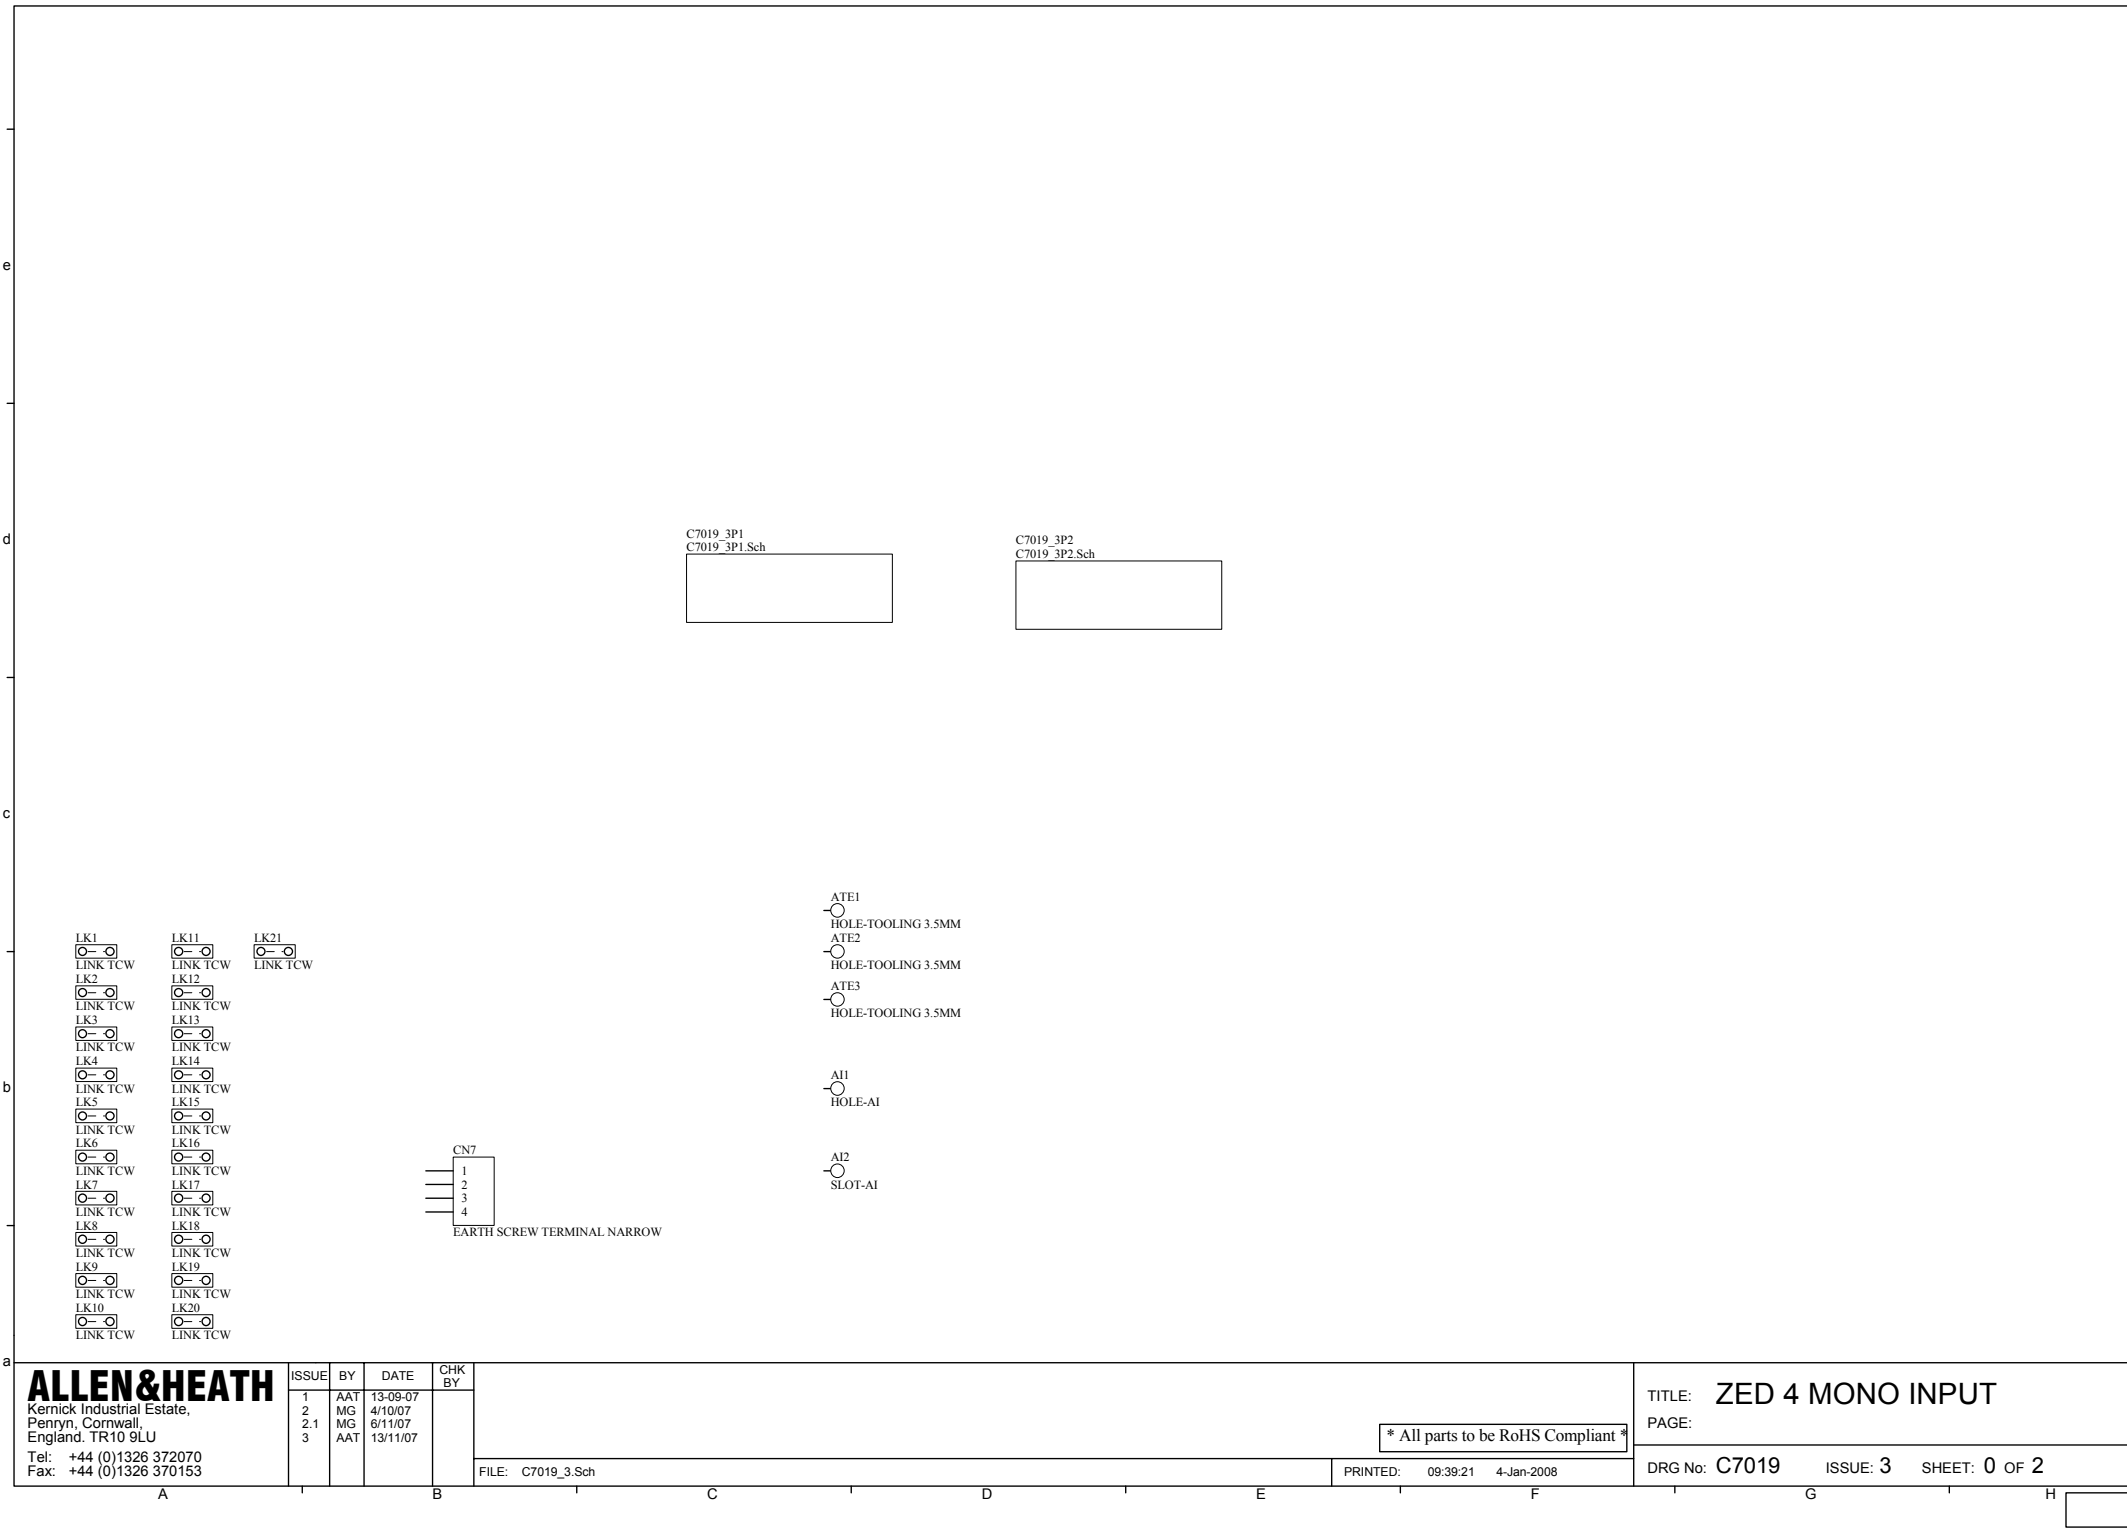 e
d
c
b
a
C7019_3P1
C7019_3P1.Sch
C7019_3P2
C7019_3P2.Sch
ATE1
HOLE-TOOLING 3.5MM
ATE2
HOLE-TOOLING 3.5MM
ATE3
HOLE-TOOLING 3.5MM
AI1
HOLE-AI
AI2
SLOT-AI
LK1 LK11 LK21
LINK TCW LINK TCW LINK TCW
LK2 LK12
LINK TCW LINK TCW
LK3 LK13
LINK TCW LINK TCW
LK4 LK14
LINK TCW LINK TCW
LK5 LK15
LINK TCW LINK TCW
LK6 LK16
LINK TCW LINK TCW
LK7 LK17
LINK TCW LINK TCW
LK8 LK18
LINK TCW LINK TCW
LK9 LK19
LINK TCW LINK TCW
LK10 LK20
LINK TCW LINK TCW
CN7
1
2
3
4
EARTH SCREW TERMINAL NARROW
ALLEN&HEATH
Kernick Industrial Estate,
Penryn, Cornwall,
England. TR10 9LU
Tel: +44 (0)1326 372070
Fax: +44 (0)1326 370153
ISSUE BY DATE CHK BY
1 AAT 13-09-07
2 MG 4/10/07
2.1 MG 6/11/07
3 AAT 13/11/07
* All parts to be RoHS Compliant *
FILE: C7019_3.Sch
PRINTED: 09:39:21 4-Jan-2008
TITLE: ZED 4 MONO INPUT
PAGE:
DRG No: C7019 ISSUE: 3 SHEET: 0 OF 2
A B C D E F G H